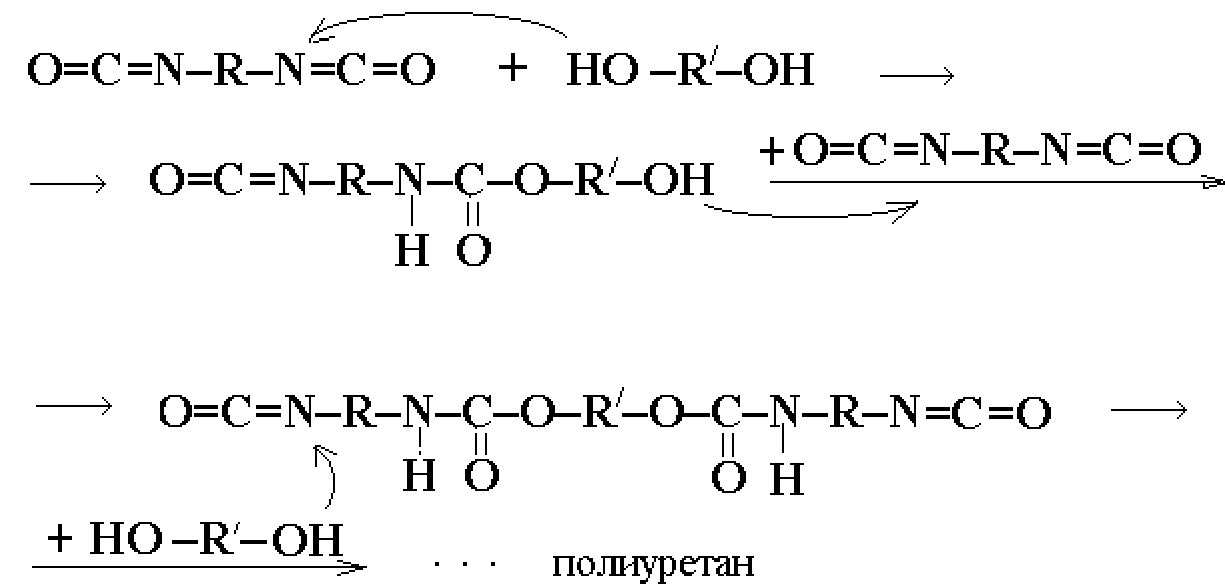 O=C=N–R–N=C=O + HO–R′–OH ⟶
+ O=C=N–R–N=C=O
⟶ O=C=N–R–N–C–O–R′–OH
H O
⟶ O=C=N–R–N–C–O–R′–O–C–N–R–N=C=O ⟶
H O O H
+ HO–R′–OH
· · · полиуретан